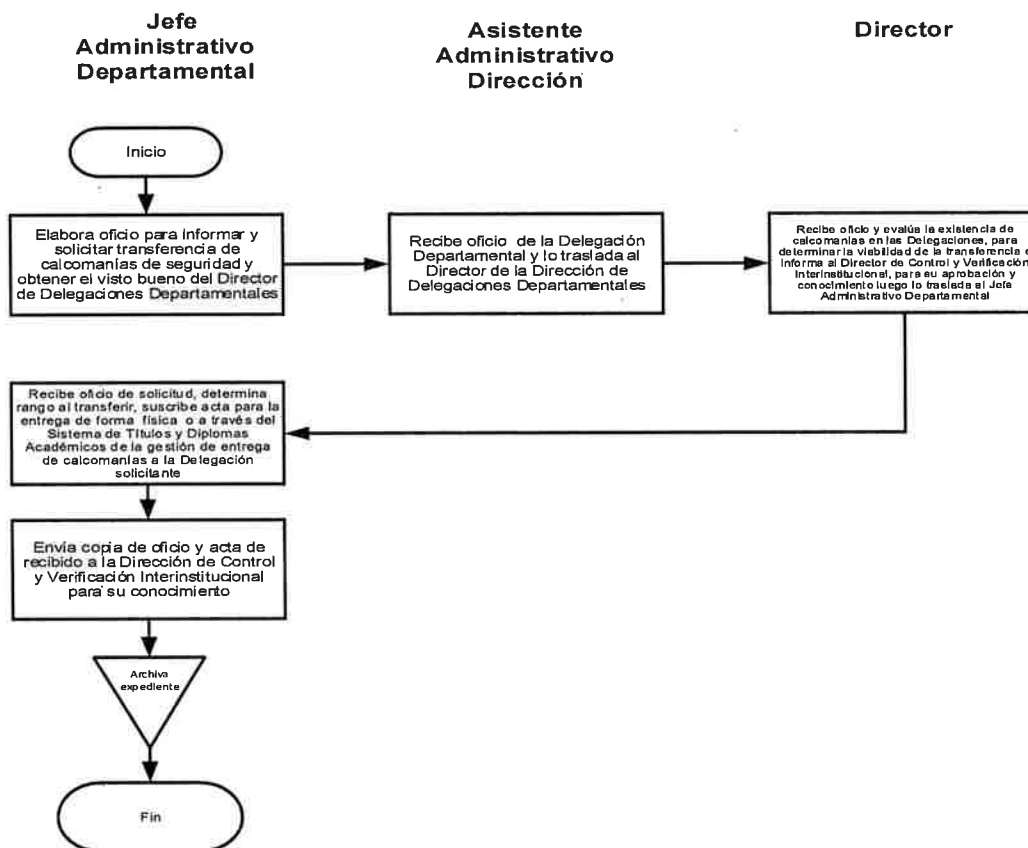 Jefe
Administrativo
Departamental
Asistente
Administrativo
Dirección
Director
Inicio
Elabora oficio para informar y
solicitar transferencia de
calcomanías de seguridad y
obtener el visto bueno del Director
de Delegaciones Departamentales
Recibe oficio de la Delegación
Departamental y lo traslada al
Director de la Dirección de
Delegaciones Departamentales
Recibe oficio y evalúa la existencia de
calcomanías en las Delegaciones, para
determinar la viabilidad de la transferencia e
informa al Director de Control y Verificación
Interinstitucional, para su aprobación y
conocimiento luego lo traslada al Jefe
Administrativo Departamental
Recibe oficio de solicitud, determina
rango al transferir, suscribe acta para la
entrega de forma física o a través del
Sistema de Títulos y Diplomas
Académicos de la gestión de entrega
de calcomanías a la Delegación
solicitante
Envía copia de oficio y acta de
recibido a la Dirección de Control
y Verificación Interinstitucional
para su conocimiento
Archiva
expediente
Fin